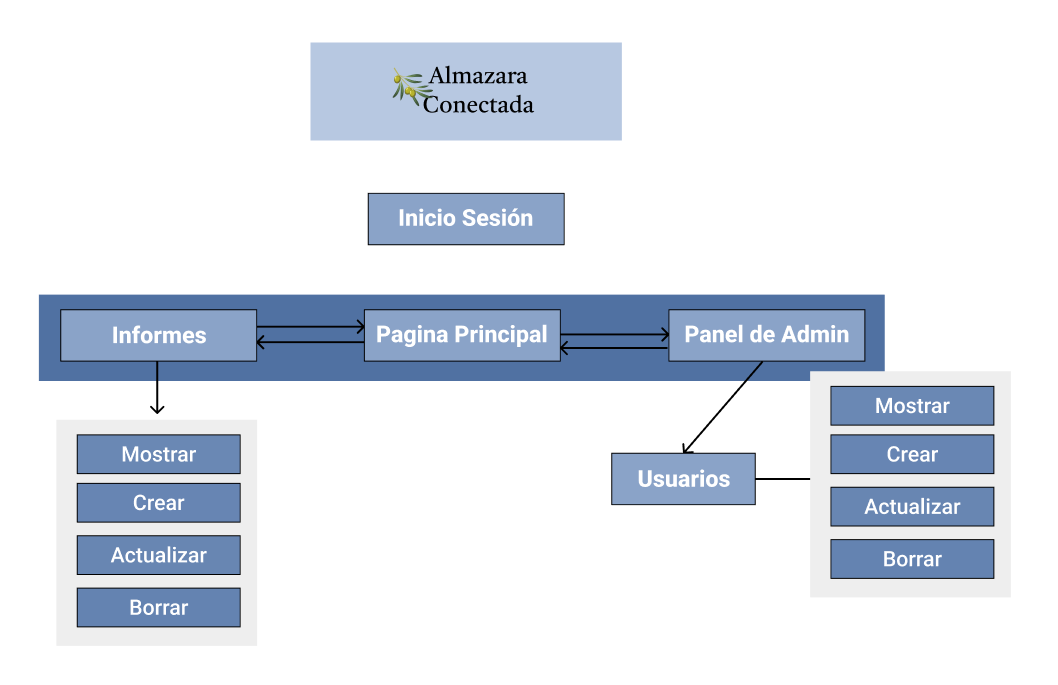 Almazara
Conectada
Inicio Sesión
Informes
Pagina Principal
Panel de Admin
Mostrar
Crear
Actualizar
Borrar
Usuarios
Mostrar
Crear
Actualizar
Borrar